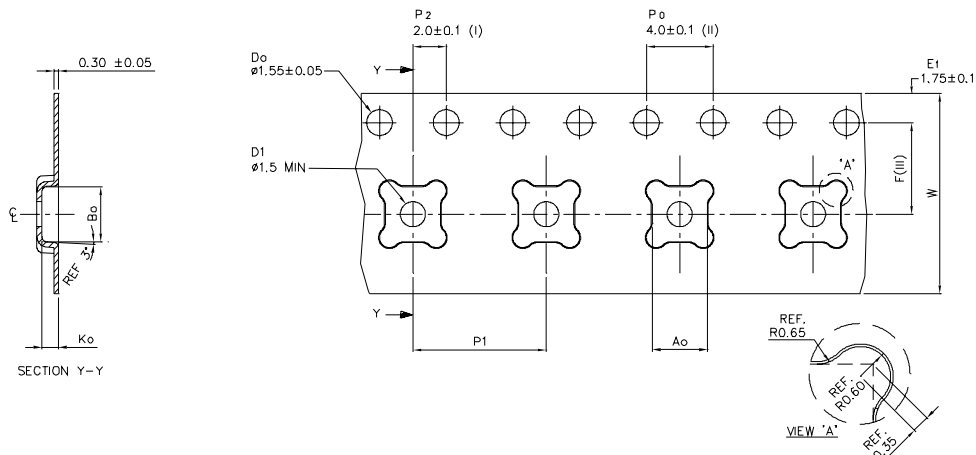 P2
2.0±0.1 (I)
Po
4.0±0.1 (II)
0.30 ±0.05
Do
ø1.55±0.05
Y
E1
1.75±0.1
D1
ø1.5 MIN
"A"
F(III)
W
℄
Bo
REF 3°
Ko
SECTION Y-Y
Y
P1
Ao
REF.
R0.65
REF.
R0.60
REF.
0.35
VIEW "A"